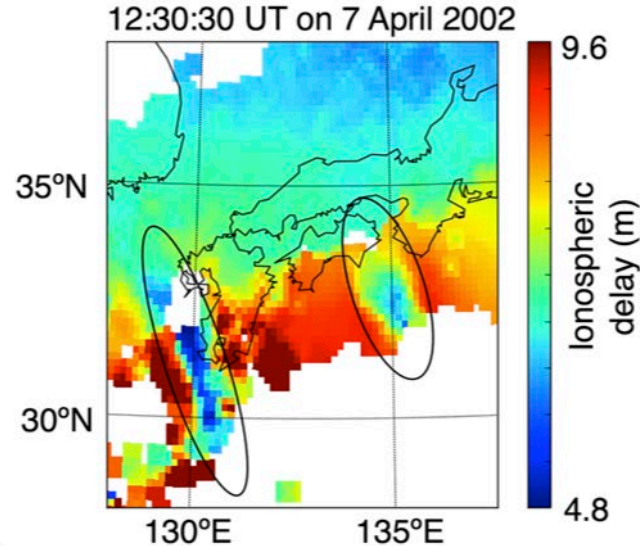 12:30:30 UT on 7 April 2002
9.6
35ºN
30ºN
Ionospheric
delay (m)
4.8
130ºE
135ºE